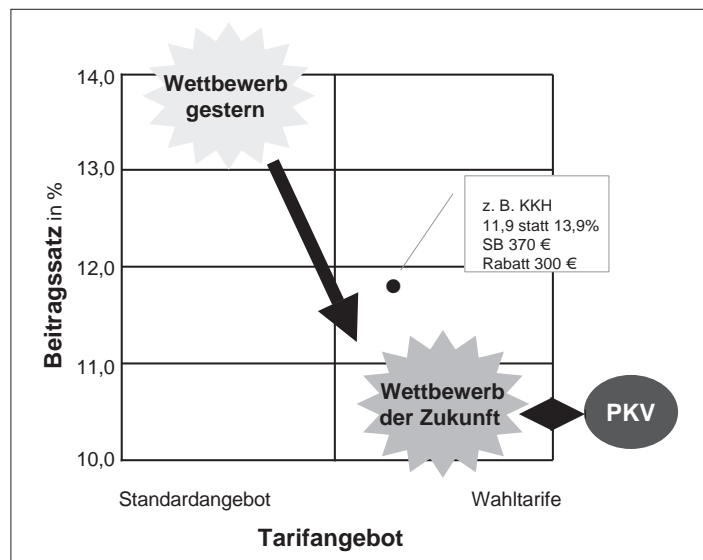 14,0
Wettbewerb
gestern
13,0
z. B. KKH
11,9 statt 13,9%
SB 370 €
Rabatt 300 €
12,0
Beitragssatz in %
11,0
Wettbewerb
der Zukunft
PKV
10,0
Standardangebot
Wahltarife
Tarifangebot